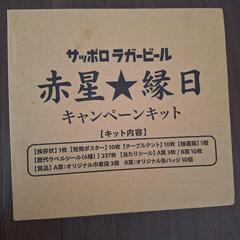 サッポロラガービール
赤星★縁日
キャンペーンキット
【キット内容】
【挨拶状】1枚【短冊ポスター】10枚【テーブルテント】10枚【抽選箱】1個
【歴代ラベルシール(6種)】237枚【当たりシール】A賞3枚/B賞10枚
【賞品】A賞:オリジナル巾着袋3個 B賞:オリジナル缶バッジ10個